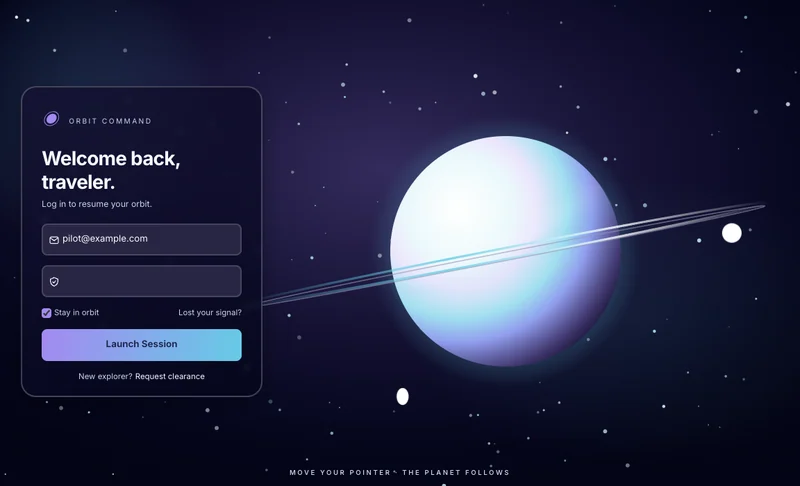 ORBIT COMMAND
Welcome back,
traveler.
Log in to resume your orbit.
pilot@example.com
Stay in orbit
Lost your signal?
Launch Session
New explorer? Request clearance
MOVE YOUR POINTER THE PLANET FOLLOWS